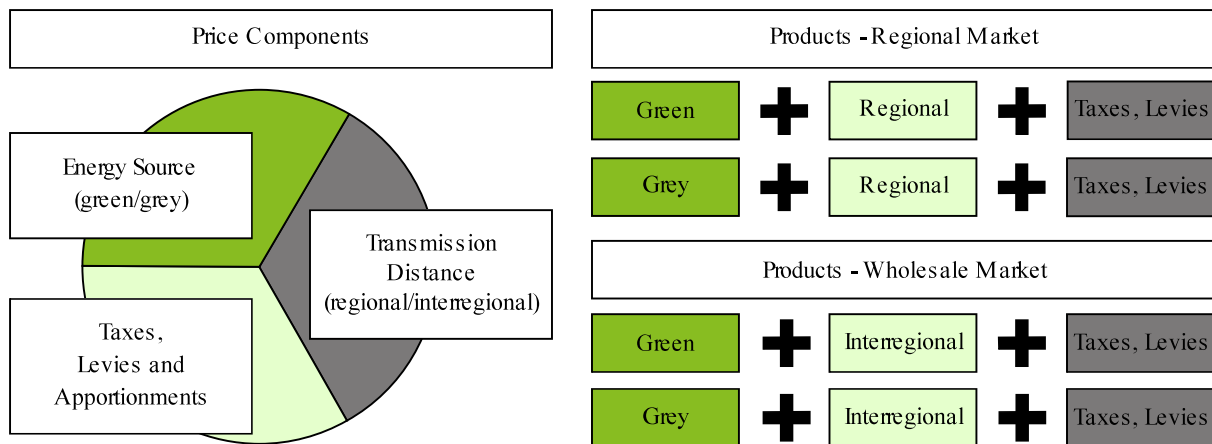 Price Components
Energy Source
(green/grey)
Transmission
Distance
(regional/interregional)
Taxes,
Levies and
Apportionments
Products - Regional Market
Green + Regional + Taxes, Levies
Grey + Regional + Taxes, Levies
Products - Wholesale Market
Green + Interregional + Taxes, Levies
Grey + Interregional + Taxes, Levies